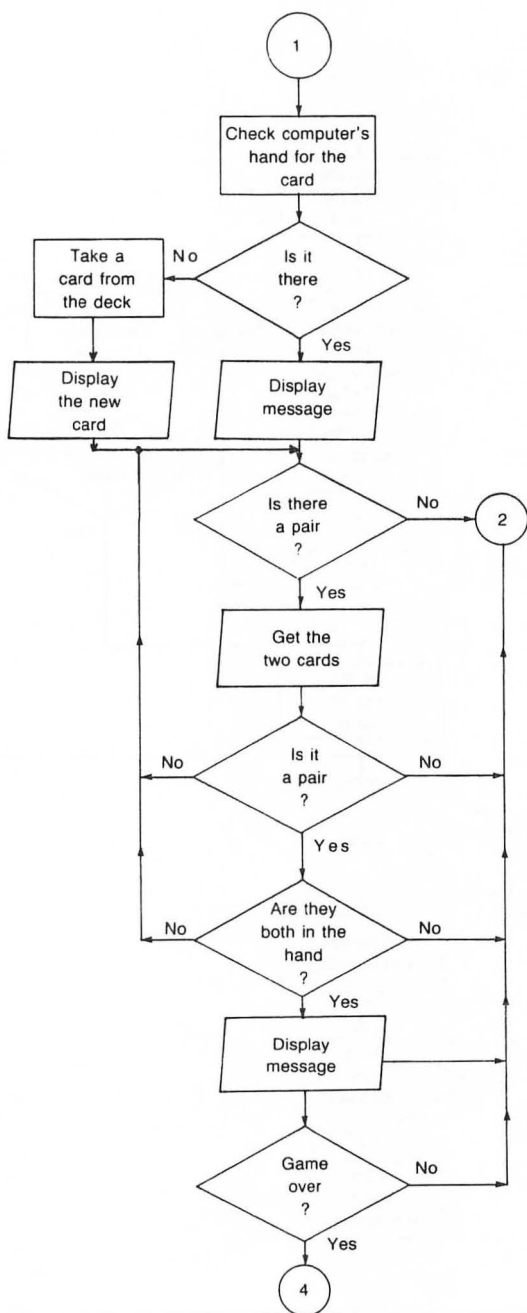 1
Check computer's
hand for the
card
Is it
there
?
No
Yes
Take a
card from
the deck
Display
the new
card
Display
message
Is there
a pair
?
No
2
Yes
Get the
two cards
Is it
a pair
?
No
No
Yes
Are they
both in the
hand
?
No
No
Yes
Display
message
Game
over
?
No
Yes
4